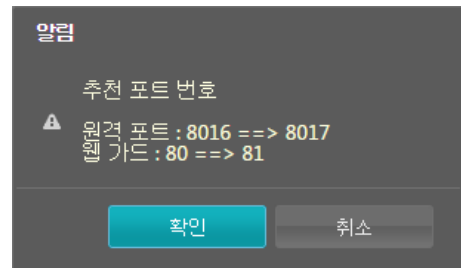 알림
추천 포트 번호
원격 포트 : 8016 ==> 8017
웹 가드 : 80 ==> 81
확인 취소